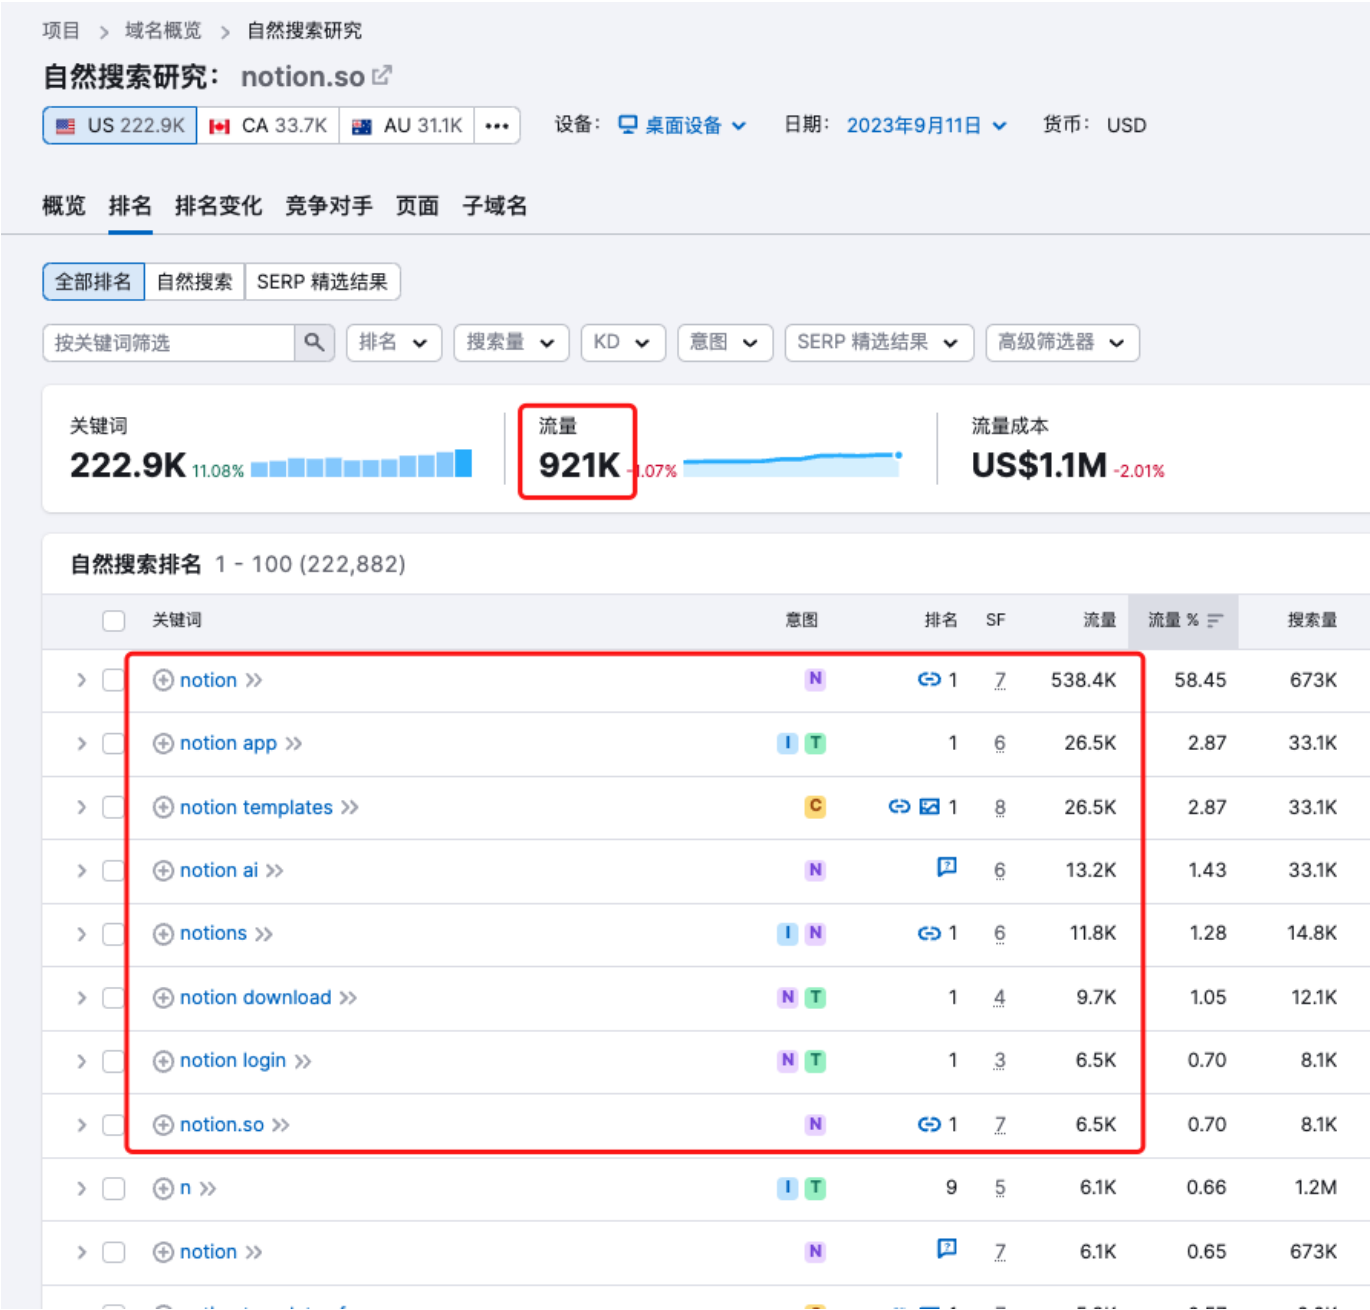 项目 > 域名概览 > 自然搜索研究
自然搜索研究： notion.so
US 222.9K CA 33.7K AU 31.1K ••• 设备： 桌面设备 日期： 2023年9月11日 货币： USD
概览 排名 排名变化 竞争对手 页面 子域名
全部排名 自然搜索 SERP 精选结果
按关键词筛选 排名 搜索量 KD 意图 SERP 精选结果 高级筛选器
关键词 流量 流量成本
222.9K 11.08% 921K -1.07% US$1.1M -2.01%
自然搜索排名 1 - 100 (222,882)
关键词 意图 排名 SF 流量 流量 % 搜索量
notion N 1 7 538.4K 58.45 673K
notion app I T 1 6 26.5K 2.87 33.1K
notion templates C 1 8 26.5K 2.87 33.1K
notion ai N 6 13.2K 1.43 33.1K
notions I N 1 6 11.8K 1.28 14.8K
notion download N T 1 4 9.7K 1.05 12.1K
notion login N T 1 3 6.5K 0.70 8.1K
notion.so N 1 7 6.5K 0.70 8.1K
n I T 9 5 6.1K 0.66 1.2M
notion N 7 6.1K 0.65 673K